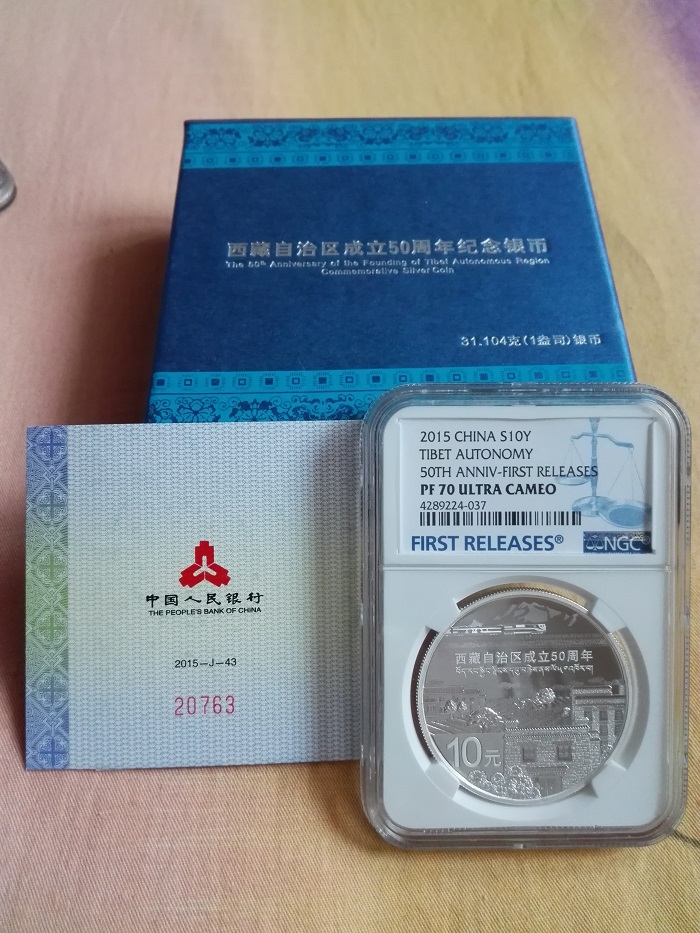 西藏自治区成立50周年纪念银币
The 50th Anniversary of the Founding of Tibet Autonomous Region
Commemorative Silver Coin
31.104克(1盎司)银币
中国人民银行
THE PEOPLE'S BANK OF CHINA
2015-J-43
20763
2015 CHINA S10Y
TIBET AUTONOMY
50TH ANNIV-FIRST RELEASES
PF 70 ULTRA CAMEO
4289224-037
FIRST RELEASES®
NGC
西藏自治区成立50周年
10元